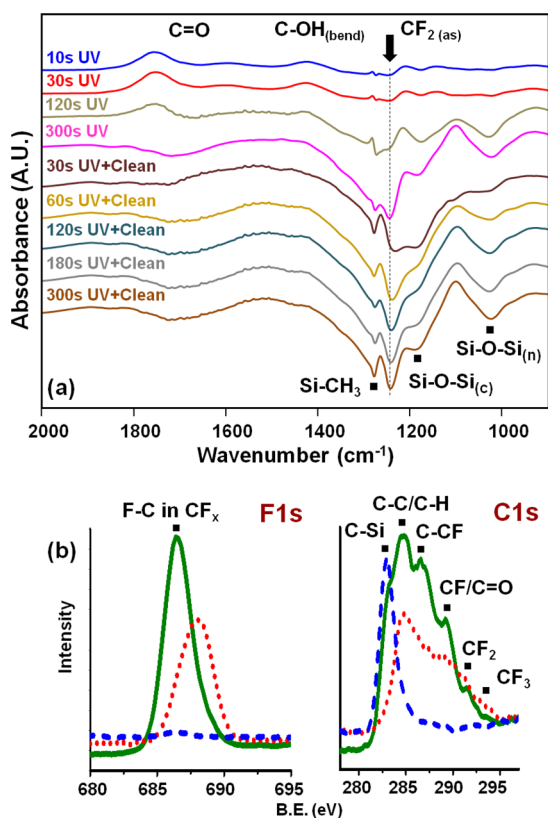 C=O C-OH(bend) CF2 (as)
10s UV
30s UV
120s UV
300s UV
30s UV+Clean
60s UV+Clean
120s UV+Clean
180s UV+Clean
300s UV+Clean
Absorbance (A.U.)
(a)
Si-CH3
Si-O-Si(c)
Si-O-Si(n)
2000 1800 1600 1400 1200 1000
Wavenumber (cm-1)
(b)
F-C in CFx
F1s
Intensity
680 685 690 695
C-C/C-H
C1s
C-Si
C-CF
CF/C=O
CF2
CF3
280 285 290 295
B.E. (eV)